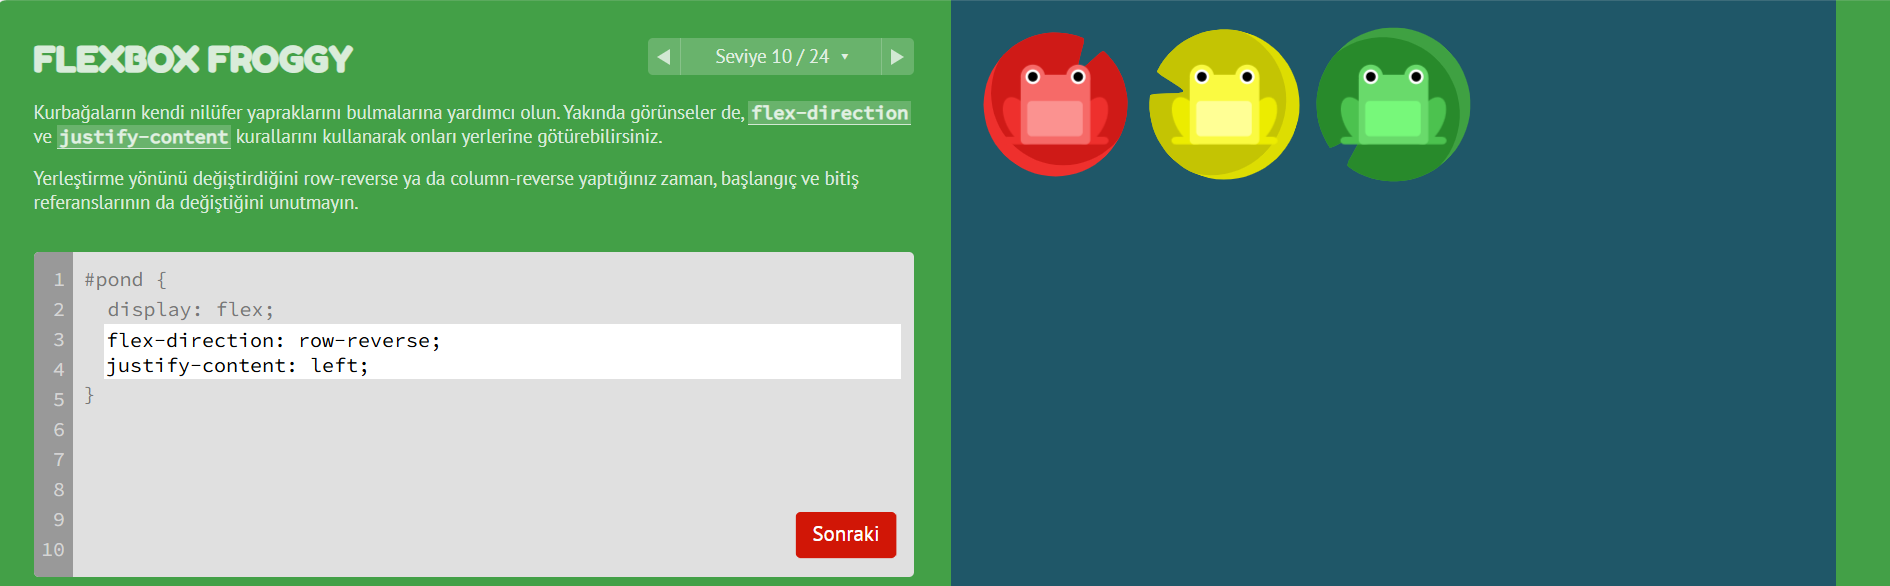 FLEXBOX FROGGY
◀ Seviye 10 / 24 ▾ ▶
Kurbağaların kendi nilüfer yapraklarını bulmalarına yardımcı olun. Yakında görünseler de, flex-direction
ve justify-content kurallarını kullanarak onları yerlerine götürebilirsiniz.
Yerleştirme yönünü değiştirdiğini row-reverse ya da column-reverse yaptığınız zaman, başlangıç ve bitiş
referanslarının da değiştiğini unutmayın.
1 #pond {
2 display: flex;
3 flex-direction: row-reverse;
4 justify-content: left;
5 }
6
7
8
9
10
Sonraki